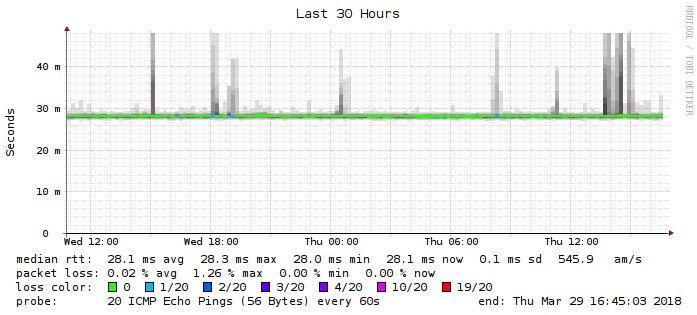 Last 30 Hours
RRDTOOL / TOBI OETIKER
Seconds
40 m
30 m
20 m
10 m
0
Wed 12:00 Wed 18:00 Thu 00:00 Thu 06:00 Thu 12:00
median rtt: 28.1 ms avg 28.3 ms max 28.0 ms min 28.1 ms now 0.1 ms sd 545.9 am/s
packet loss: 0.02 % avg 1.26 % max 0.00 % min 0.00 % now
loss color: 0 1/20 2/20 3/20 4/20 10/20 19/20
probe: 20 ICMP Echo Pings (56 Bytes) every 60s end: Thu Mar 29 16:45:03 2018